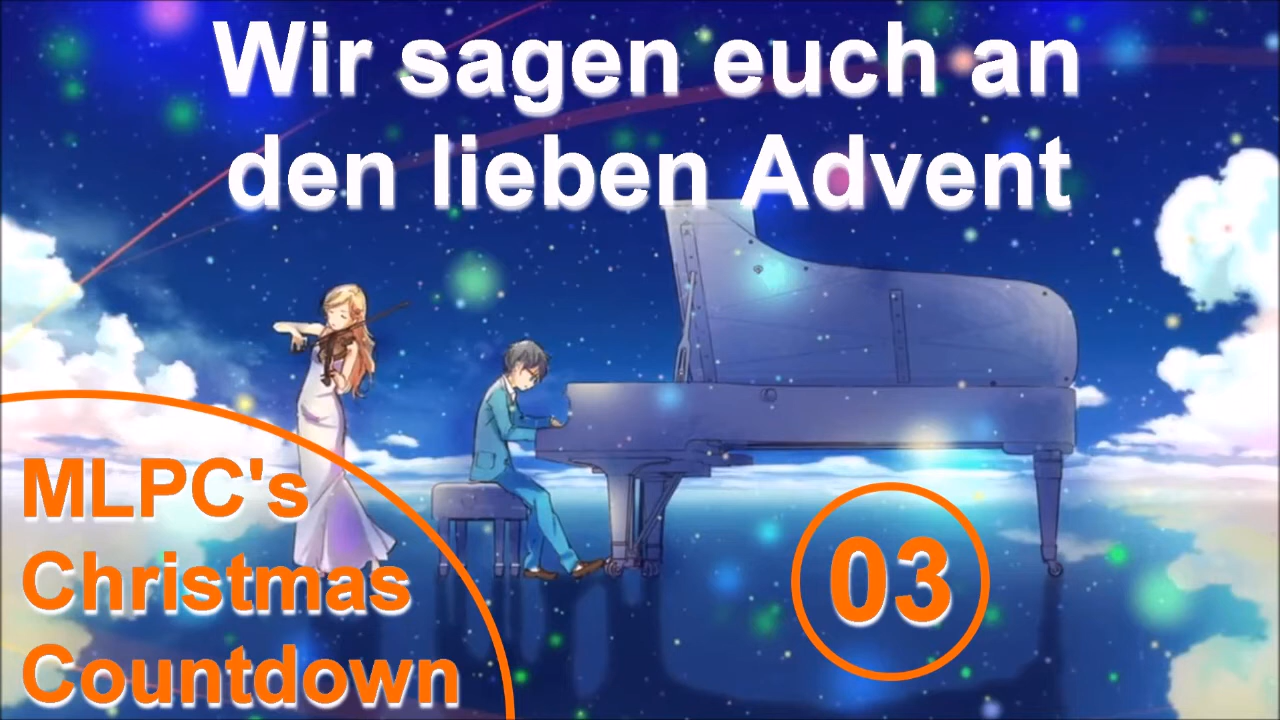 Wir sagen euch an
den lieben Advent
MLPC's
Christmas
Countdown
03